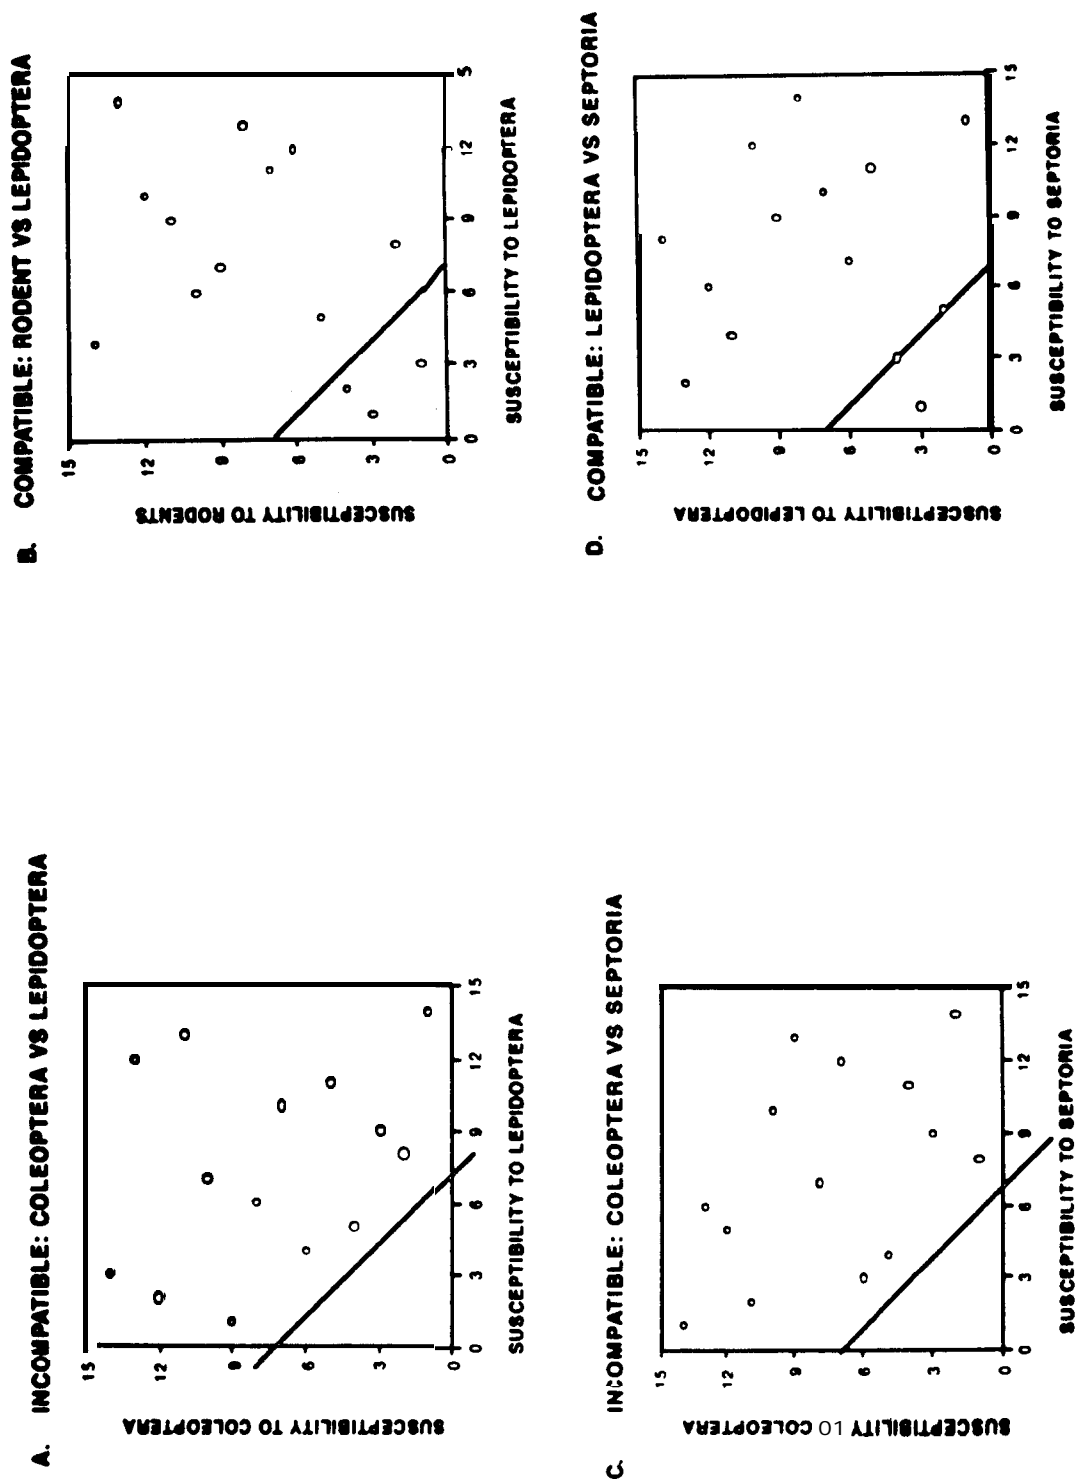 A. INCOMPATIBLE: COLEOPTERA VS LEPIDOPTERA
SUSCEPTIBILITY TO COLEOPTERA
15
12
9
6
3
0
0 3 6 9 12 15
SUSCEPTIBILITY TO LEPIDOPTERA
B. COMPATIBLE: RODENT VS LEPIDOPTERA
SUSCEPTIBILITY TO RODENTS
15
12
9
6
3
0
0 3 6 9 12 5
SUSCEPTIBILITY TO LEPIDOPTERA
C. INCOMPATIBLE: COLEOPTERA VS SEPTORIA
SUSCEPTIBILITY 10 COLEOPTERA
15
12
9
6
3
0
0 3 6 9 12 15
SUSCEPTIBILITY TO SEPTORIA
D. COMPATIBLE: LEPIDOPTERA VS SEPTORIA
SUSCEPTIBILITY TO LEPIDOPTERA
15
12
9
6
3
0
0 3 6 9 12 15
SUSCEPTIBILITY TO SEPTORIA